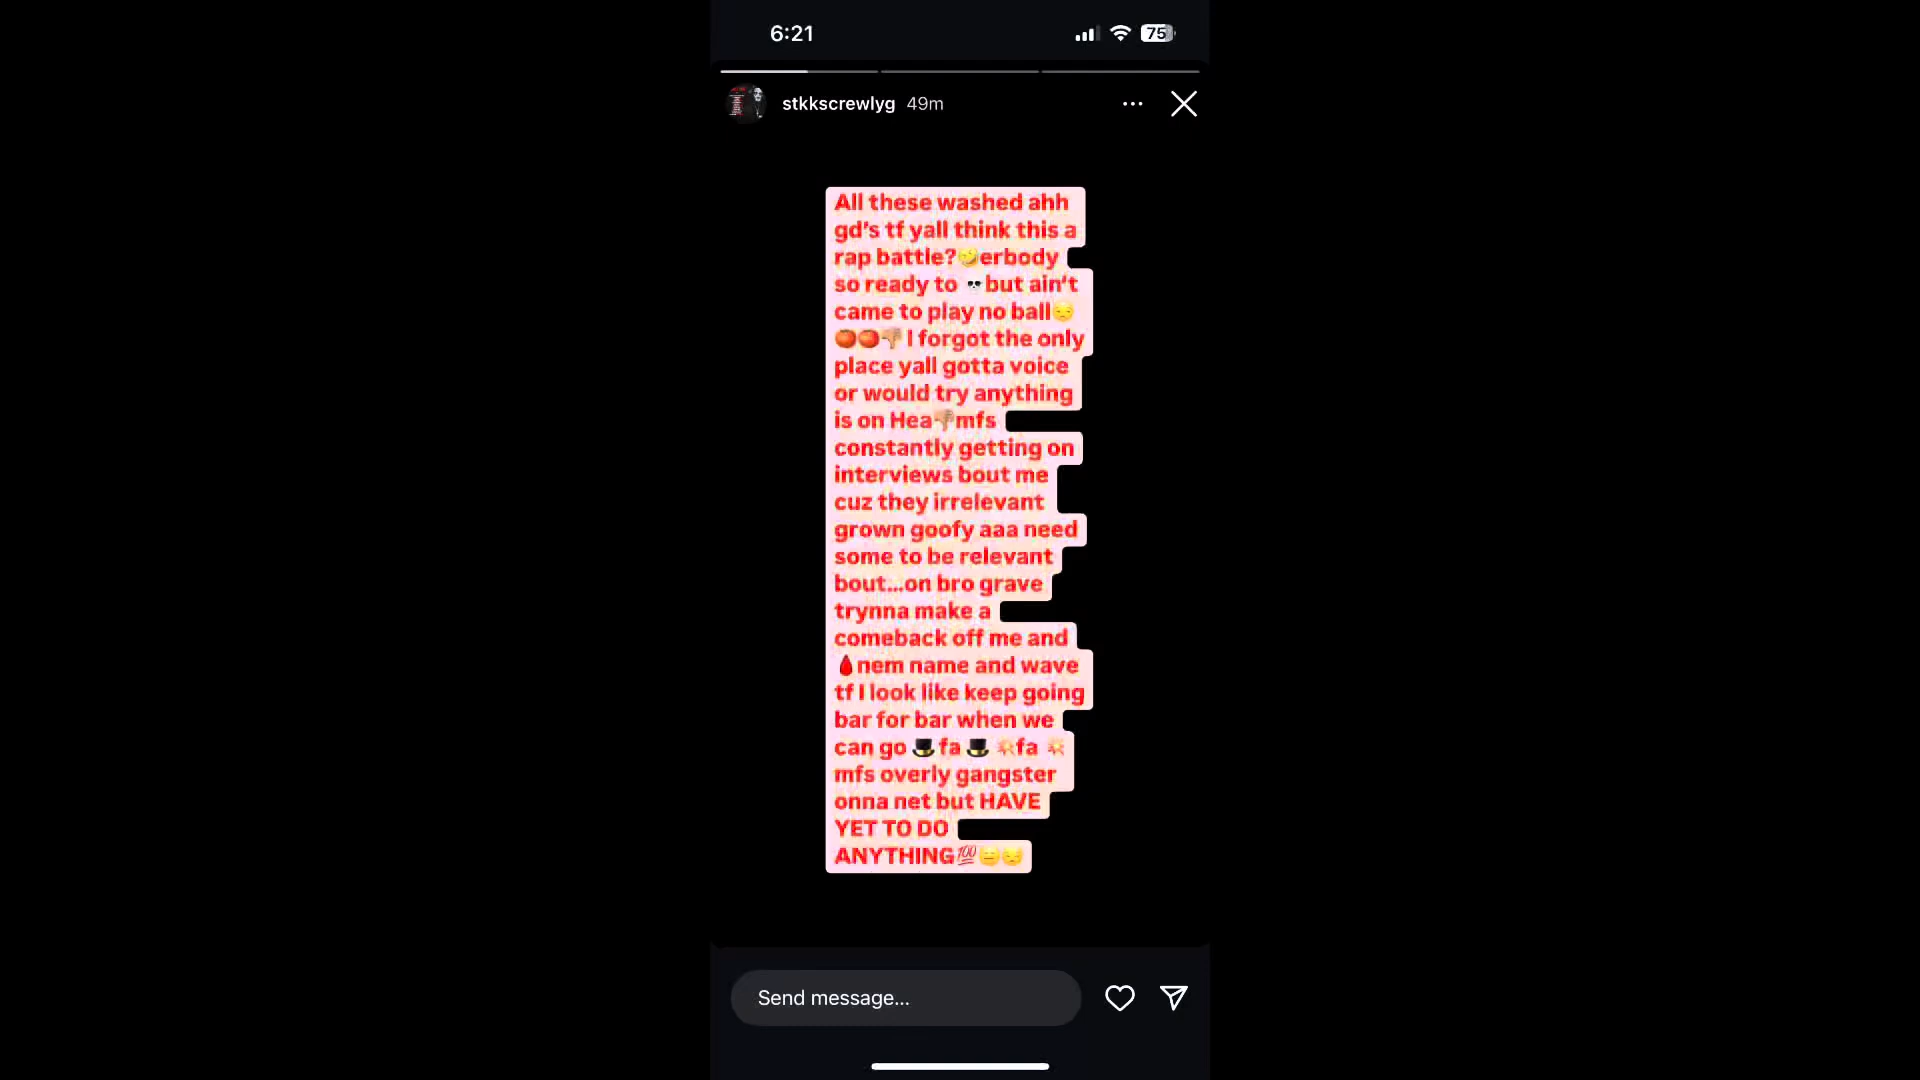 6:21
75
stkkscrewlyg 49m
All these washed ahh
gd's tf yall think this a
rap battle?🤣erbody
so ready to 💀but ain't
came to play no ball😔
🍅🍅👎🏽I forgot the only
place yall gotta voice
or would try anything
is on Hea👎🏽mfs
constantly getting on
interviews bout me
cuz they irrelevant
grown goofy aaa need
some to be relevant
bout...on bro grave
trynna make a
comeback off me and
🩸nem name and wave
tf I look like keep going
bar for bar when we
can go 🎩fa🎩 💥fa 💥
mfs overly gangster
onna net but HAVE
YET TO DO
ANYTHING💯😑😔
Send message...